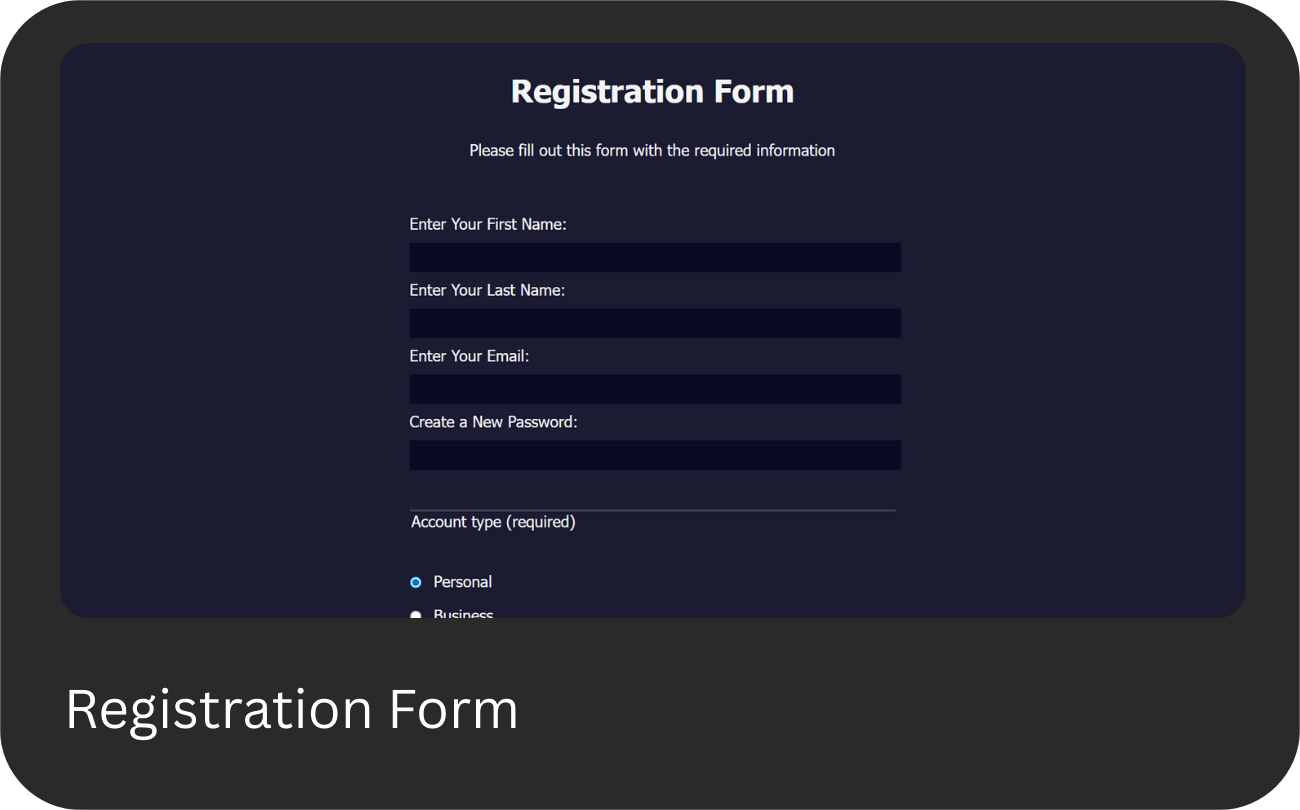 Registration Form
Please fill out this form with the required information
Enter Your First Name:
Enter Your Last Name:
Enter Your Email:
Create a New Password:
Account type (required)
Personal
Business
Registration Form